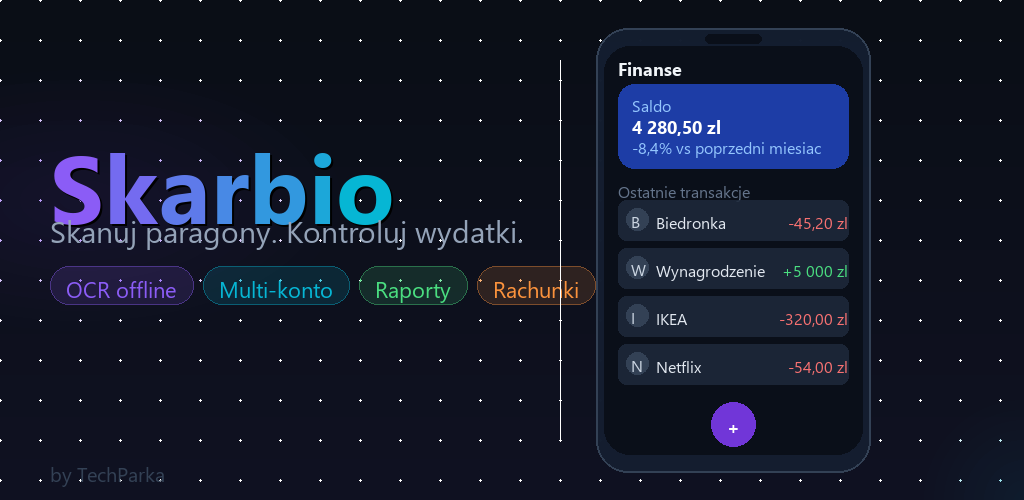 Skarbio
Skanuj paragony. Kontroluj wydatki.
OCR offline
Multi-konto
Raporty
Rachunki
by TechParka
Finanse
Saldo
4 280,50 zl
-8,4% vs poprzedni miesiac
Ostatnie transakcje
B Biedronka -45,20 zl
W Wynagrodzenie +5 000 zl
I IKEA -320,00 zl
N Netflix -54,00 zl
+